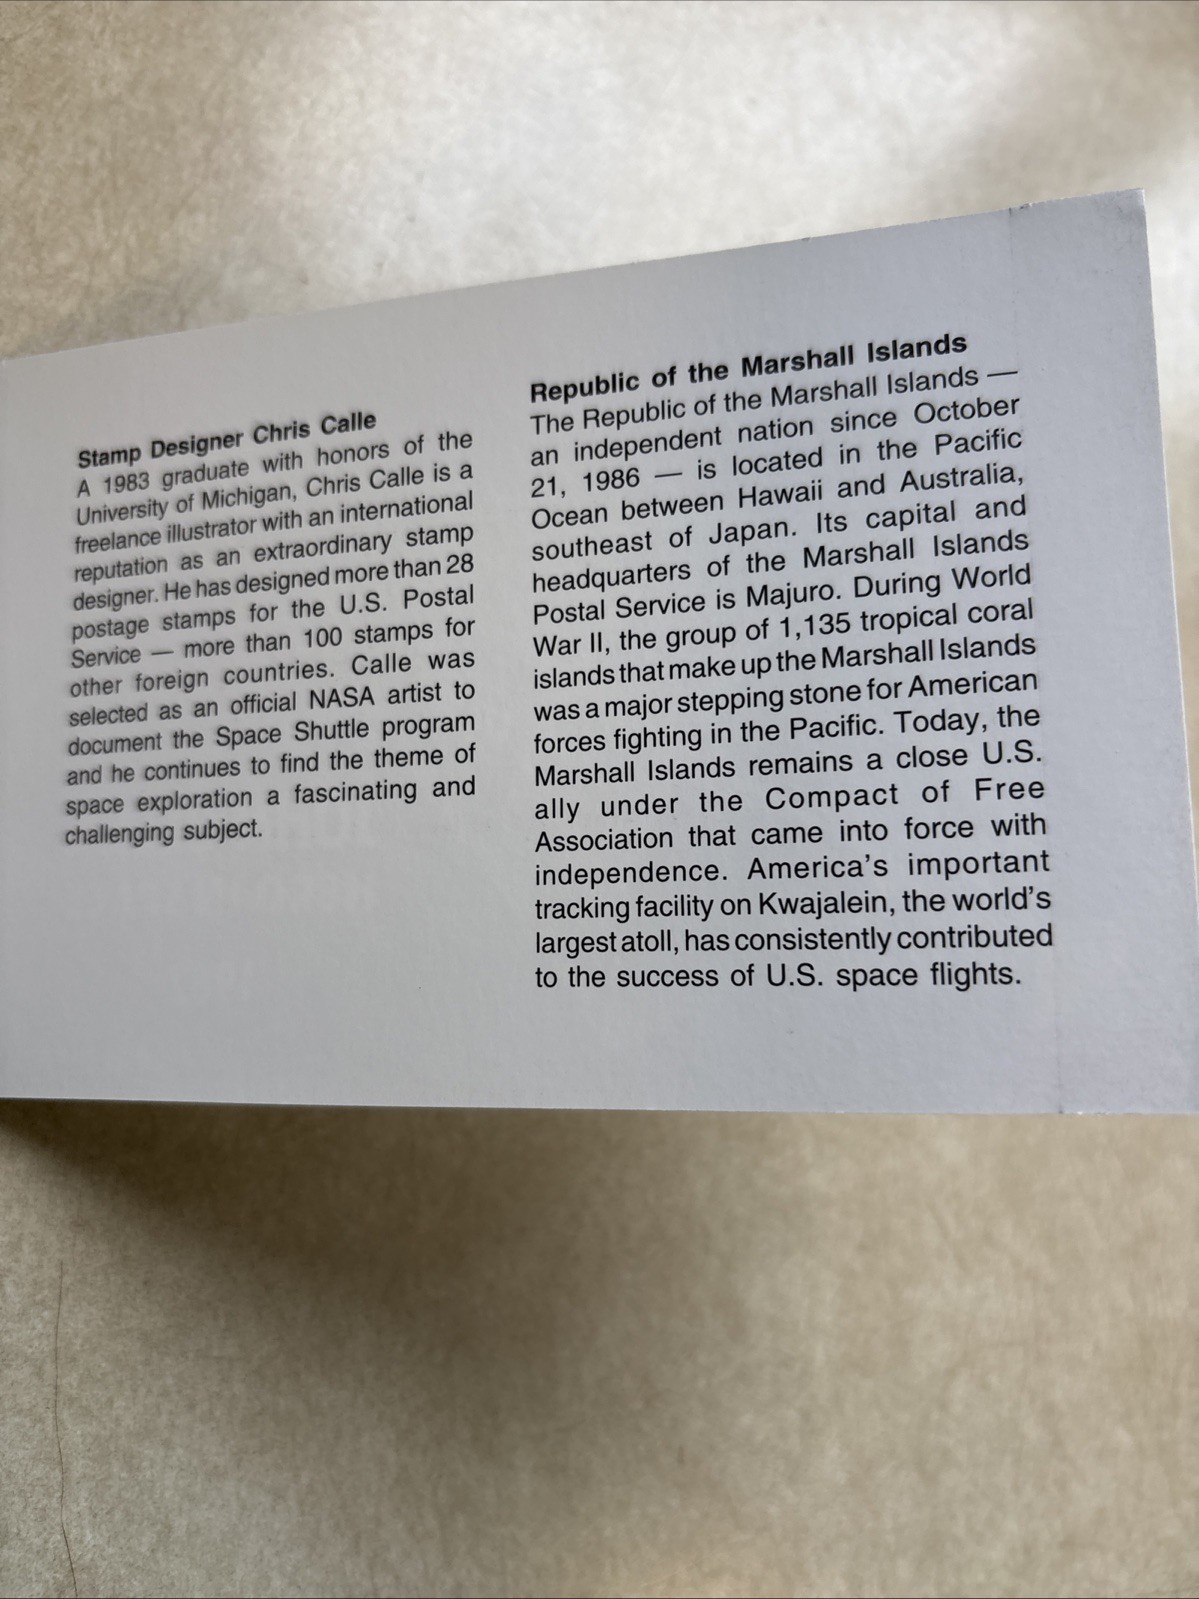 Stamp Designer Chris Calle
A 1983 graduate with honors of the
University of Michigan, Chris Calle is a
freelance illustrator with an international
reputation as an extraordinary stamp
designer. He has designed more than 28
postage stamps for the U.S. Postal
Service — more than 100 stamps for
other foreign countries. Calle was
selected as an official NASA artist to
document the Space Shuttle program
and he continues to find the theme of
space exploration a fascinating and
challenging subject.
Republic of the Marshall Islands
The Republic of the Marshall Islands —
an independent nation since October
21, 1986 — is located in the Pacific
Ocean between Hawaii and Australia,
southeast of Japan. Its capital and
headquarters of the Marshall Islands
Postal Service is Majuro. During World
War II, the group of 1,135 tropical coral
islands that make up the Marshall Islands
was a major stepping stone for American
forces fighting in the Pacific. Today, the
Marshall Islands remains a close U.S.
ally under the Compact of Free
Association that came into force with
independence. America's important
tracking facility on Kwajalein, the world's
largest atoll, has consistently contributed
to the success of U.S. space flights.